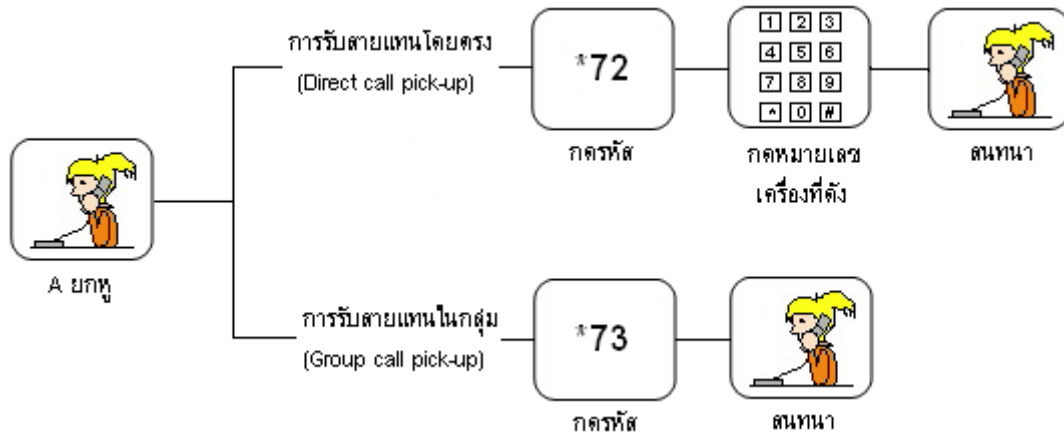 A ยกหู
การรับสายแทนโดยตรง
(Direct call pick-up)
*72
กดรหัส
1 2 3
4 5 6
7 8 9
* 0 #
กดหมายเลข
เครื่องที่ดัง
สนทนา
การรับสายแทนในกลุ่ม
(Group call pick-up)
*73
กดรหัส
สนทนา